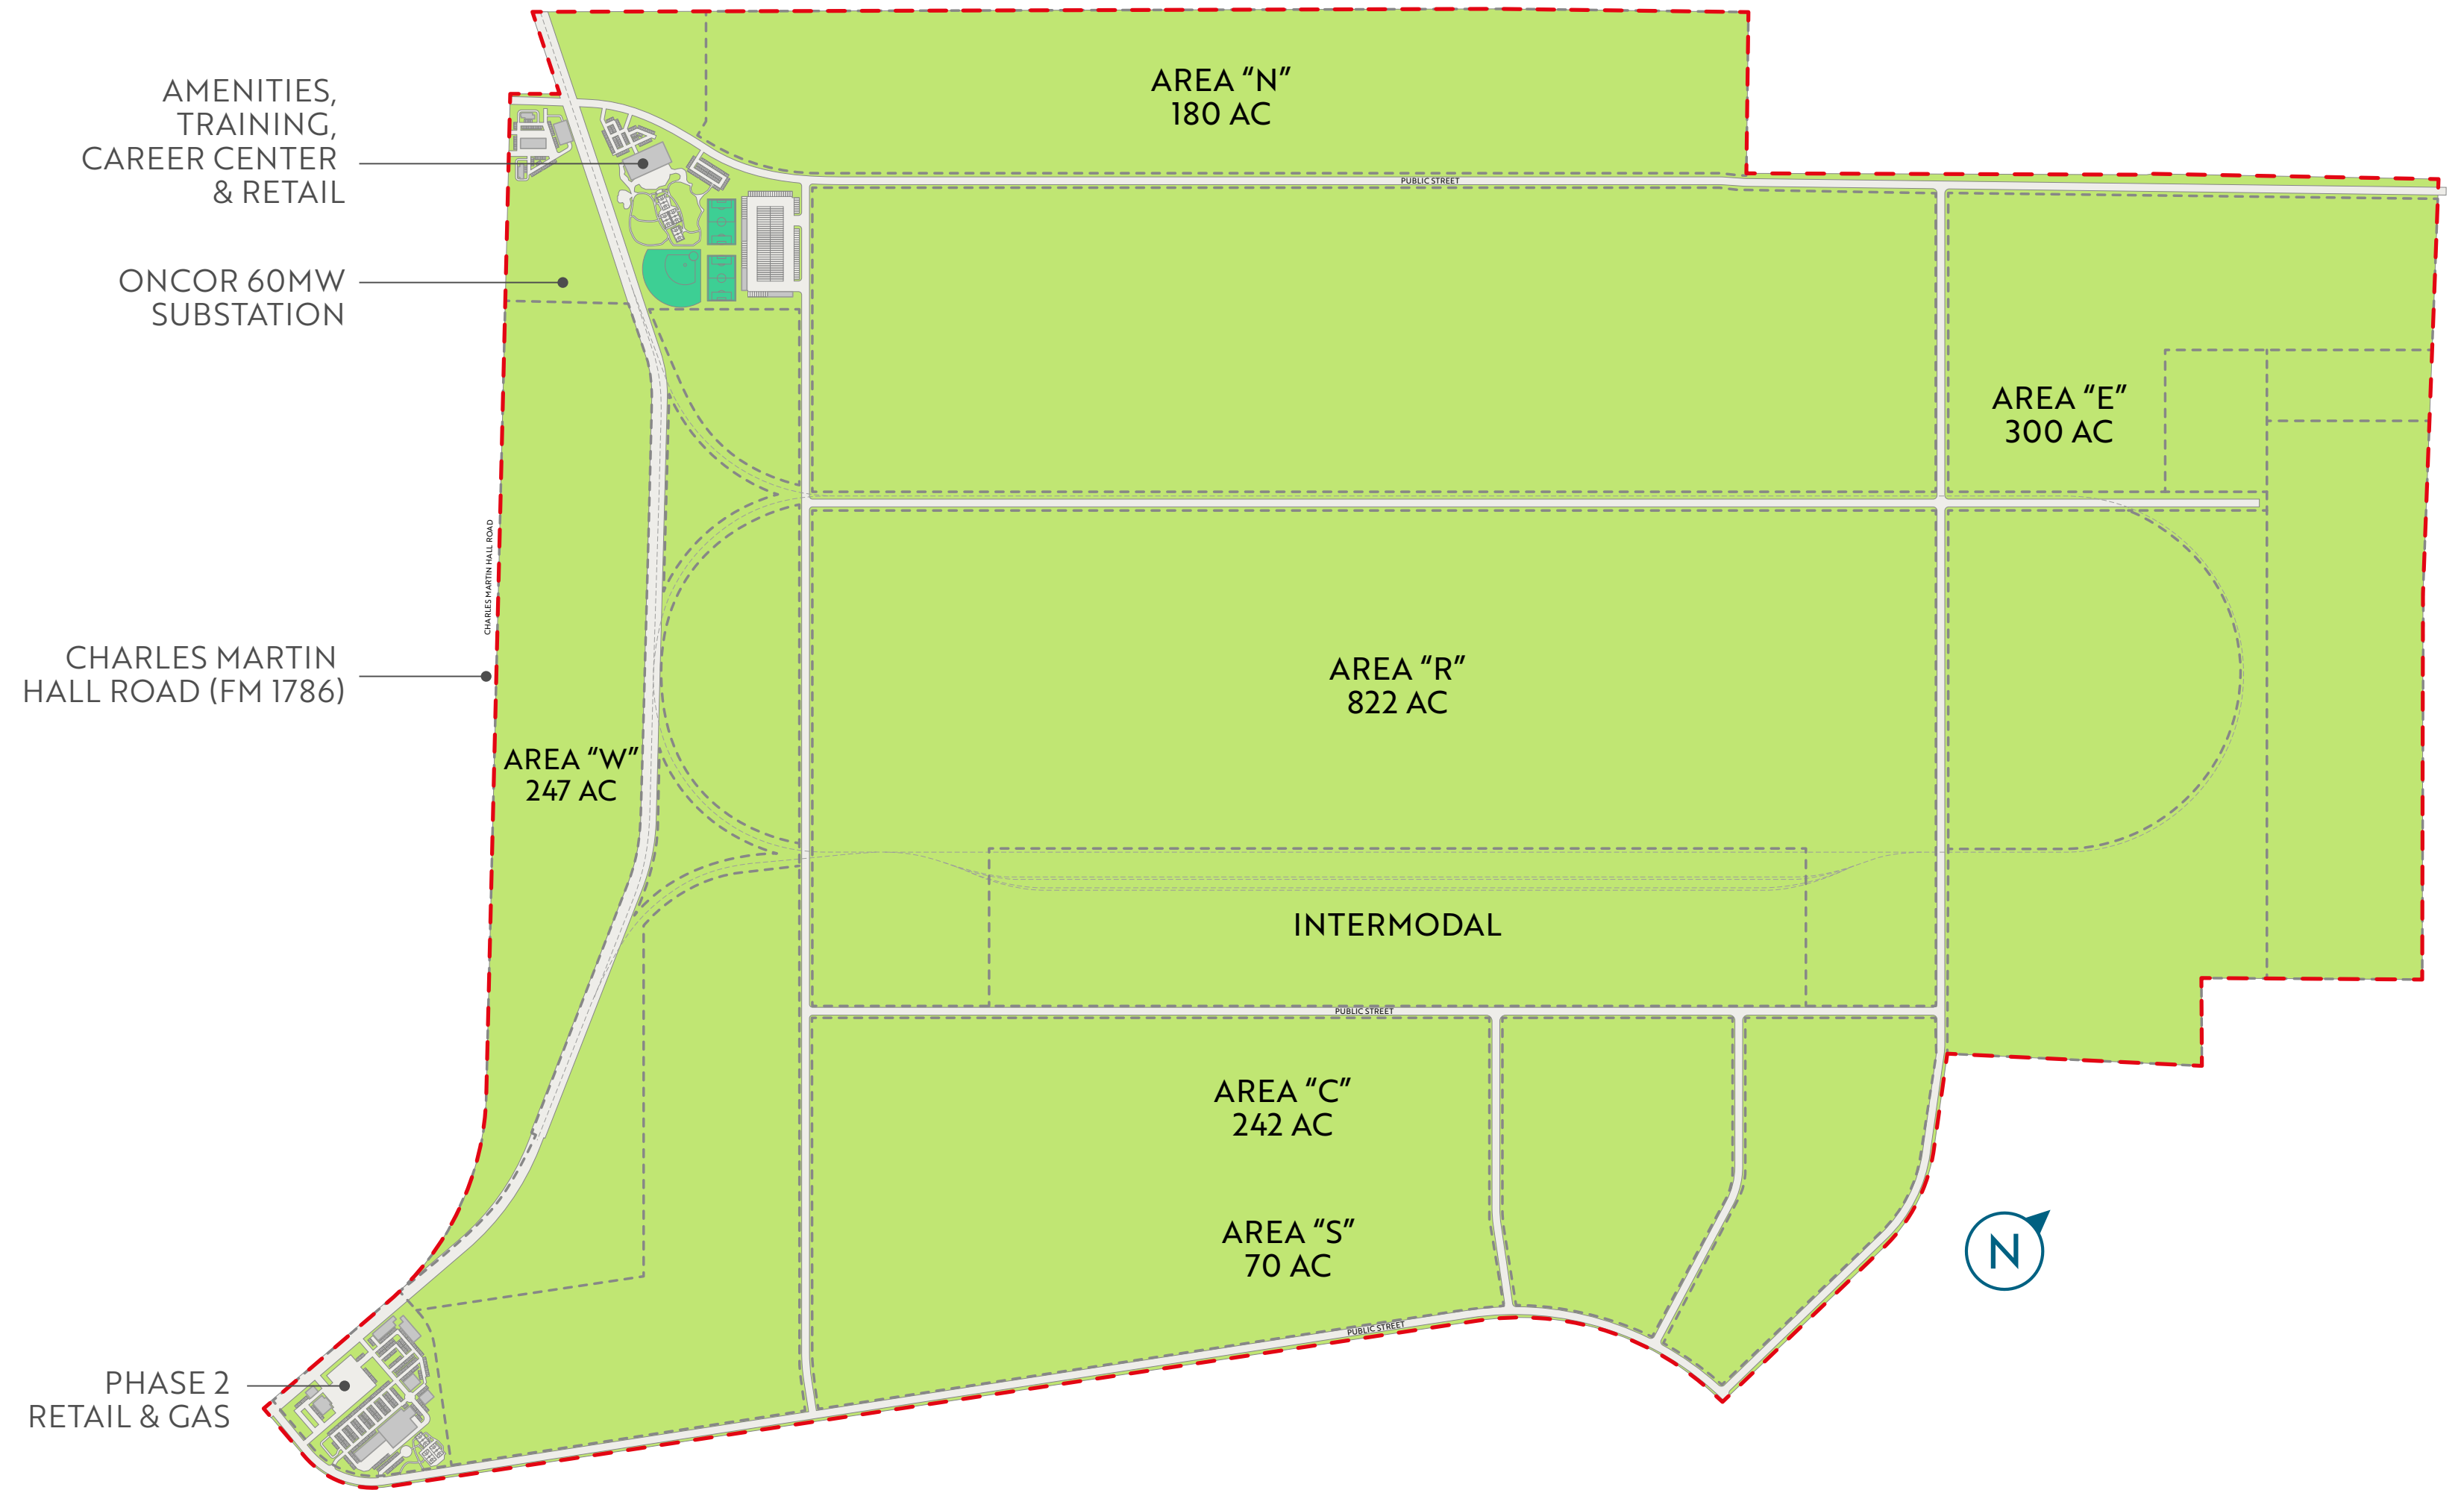 AREA “N”
180 AC
AMENITIES,
TRAINING,
CAREER CENTER
& RETAIL
PUBLIC STREET
ONCOR 60MW
SUBSTATION
AREA “E”
300 AC
CHARLES MARTIN HALL ROAD
CHARLES MARTIN
HALL ROAD (FM 1786)
AREA “R”
822 AC
AREA “W”
247 AC
INTERMODAL
PUBLIC STREET
AREA “C”
242 AC
AREA “S”
70 AC
N
PUBLIC STREET
PHASE 2
RETAIL & GAS